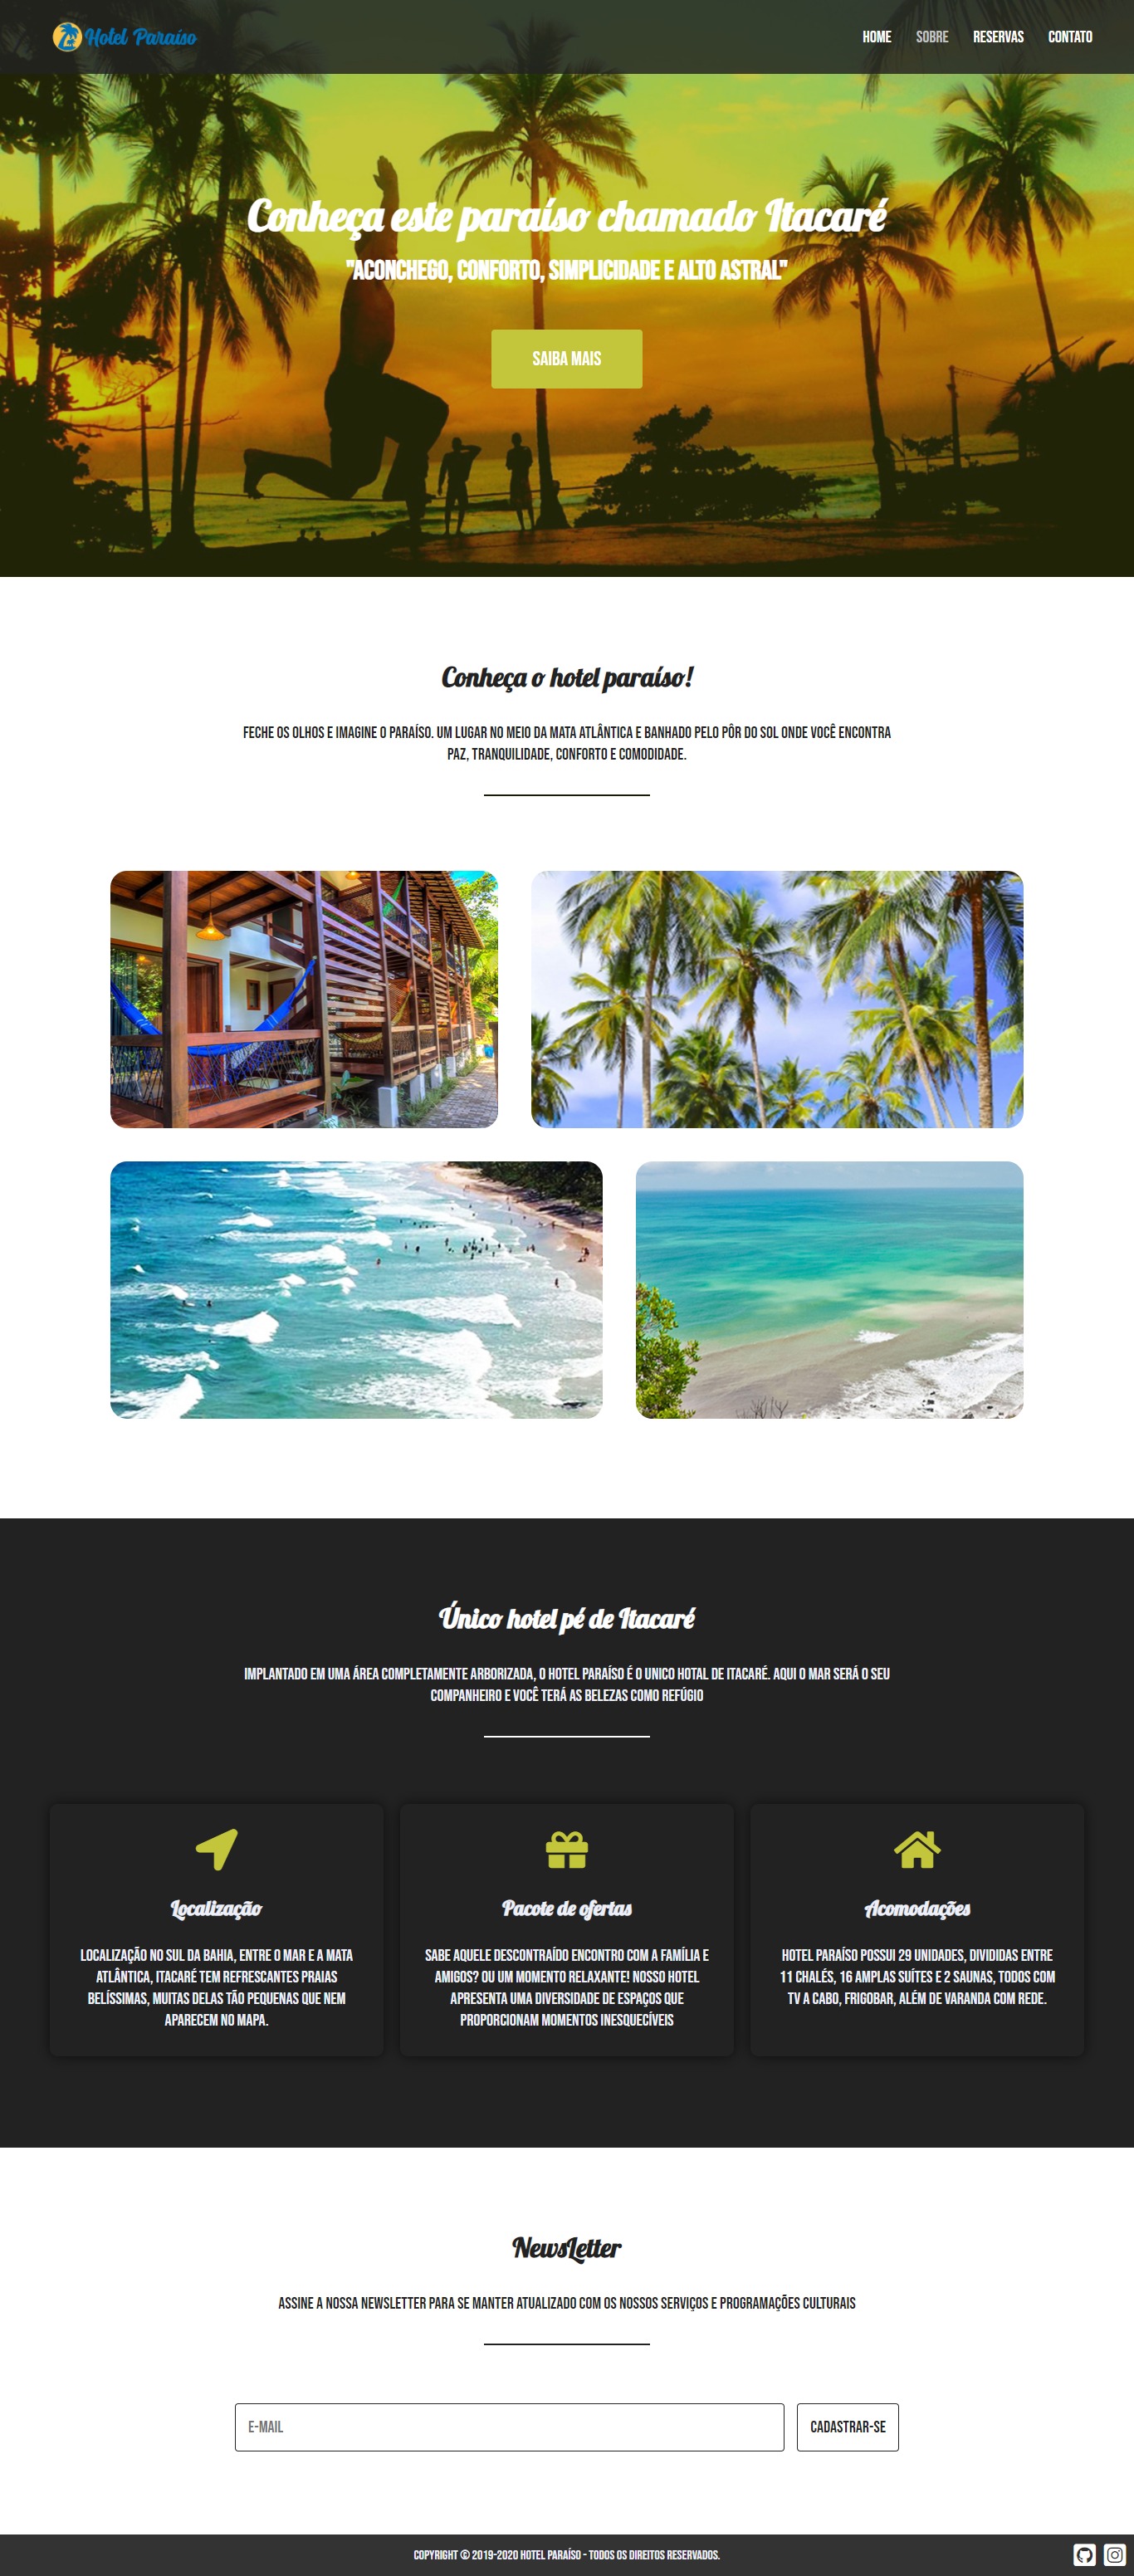 Hotel Paraíso
HOME SOBRE RESERVAS CONTATO
Conheça este paraíso chamado Itacaré
"ACONCHEGO, CONFORTO, SIMPLICIDADE E ALTO ASTRAL"
SAIBA MAIS
Conheça o hotel paraíso!
FECHE OS OLHOS E IMAGINE O PARAÍSO. UM LUGAR NO MEIO DA MATA ATLÂNTICA E BANHADO PELO PÔR DO SOL ONDE VOCÊ ENCONTRA
PAZ, TRANQUILIDADE, CONFORTO E COMODIDADE.
Único hotel pé de Itacaré
IMPLANTADO EM UMA ÁREA COMPLETAMENTE ARBORIZADA, O HOTEL PARAÍSO É O UNICO HOTAL DE ITACARÉ. AQUI O MAR SERÁ O SEU
COMPANHEIRO E VOCÊ TERÁ AS BELEZAS COMO REFÚGIO
Localização
LOCALIZAÇÃO NO SUL DA BAHIA, ENTRE O MAR E A MATA
ATLÂNTICA, ITACARÉ TEM REFRESCANTES PRAIAS
BELÍSSIMAS, MUITAS DELAS TÃO PEQUENAS QUE NEM
APARECEM NO MAPA.
Pacote de ofertas
SABE AQUELE DESCONTRAÍDO ENCONTRO COM A FAMÍLIA E
AMIGOS? OU UM MOMENTO RELAXANTE! NOSSO HOTEL
APRESENTA UMA DIVERSIDADE DE ESPAÇOS QUE
PROPORCIONAM MOMENTOS INESQUECÍVEIS
Acomodações
HOTEL PARAÍSO POSSUI 29 UNIDADES, DIVIDIDAS ENTRE
11 CHALÉS, 16 AMPLAS SUÍTES E 2 SAUNAS, TODOS COM
TV A CABO, FRIGOBAR, ALÉM DE VARANDA COM REDE.
NewsLetter
ASSINE A NOSSA NEWSLETTER PARA SE MANTER ATUALIZADO COM OS NOSSOS SERVIÇOS E PROGRAMAÇÕES CULTURAIS
E-MAIL
CADASTRAR-SE
COPYRIGHT © 2019-2020 HOTEL PARAÍSO - TODOS OS DIREITOS RESERVADOS.